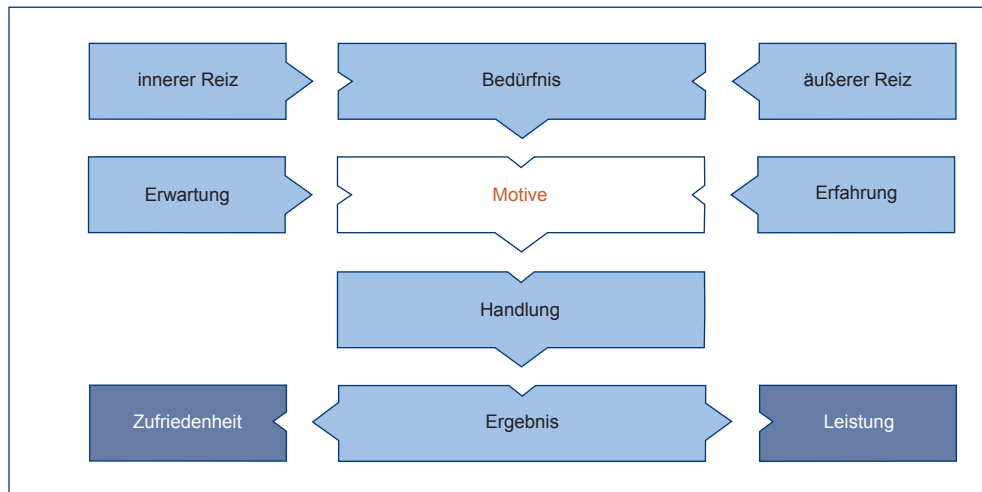 innerer Reiz
Bedürfnis
äußerer Reiz
Erwartung
Motive
Erfahrung
Handlung
Zufriedenheit
Ergebnis
Leistung